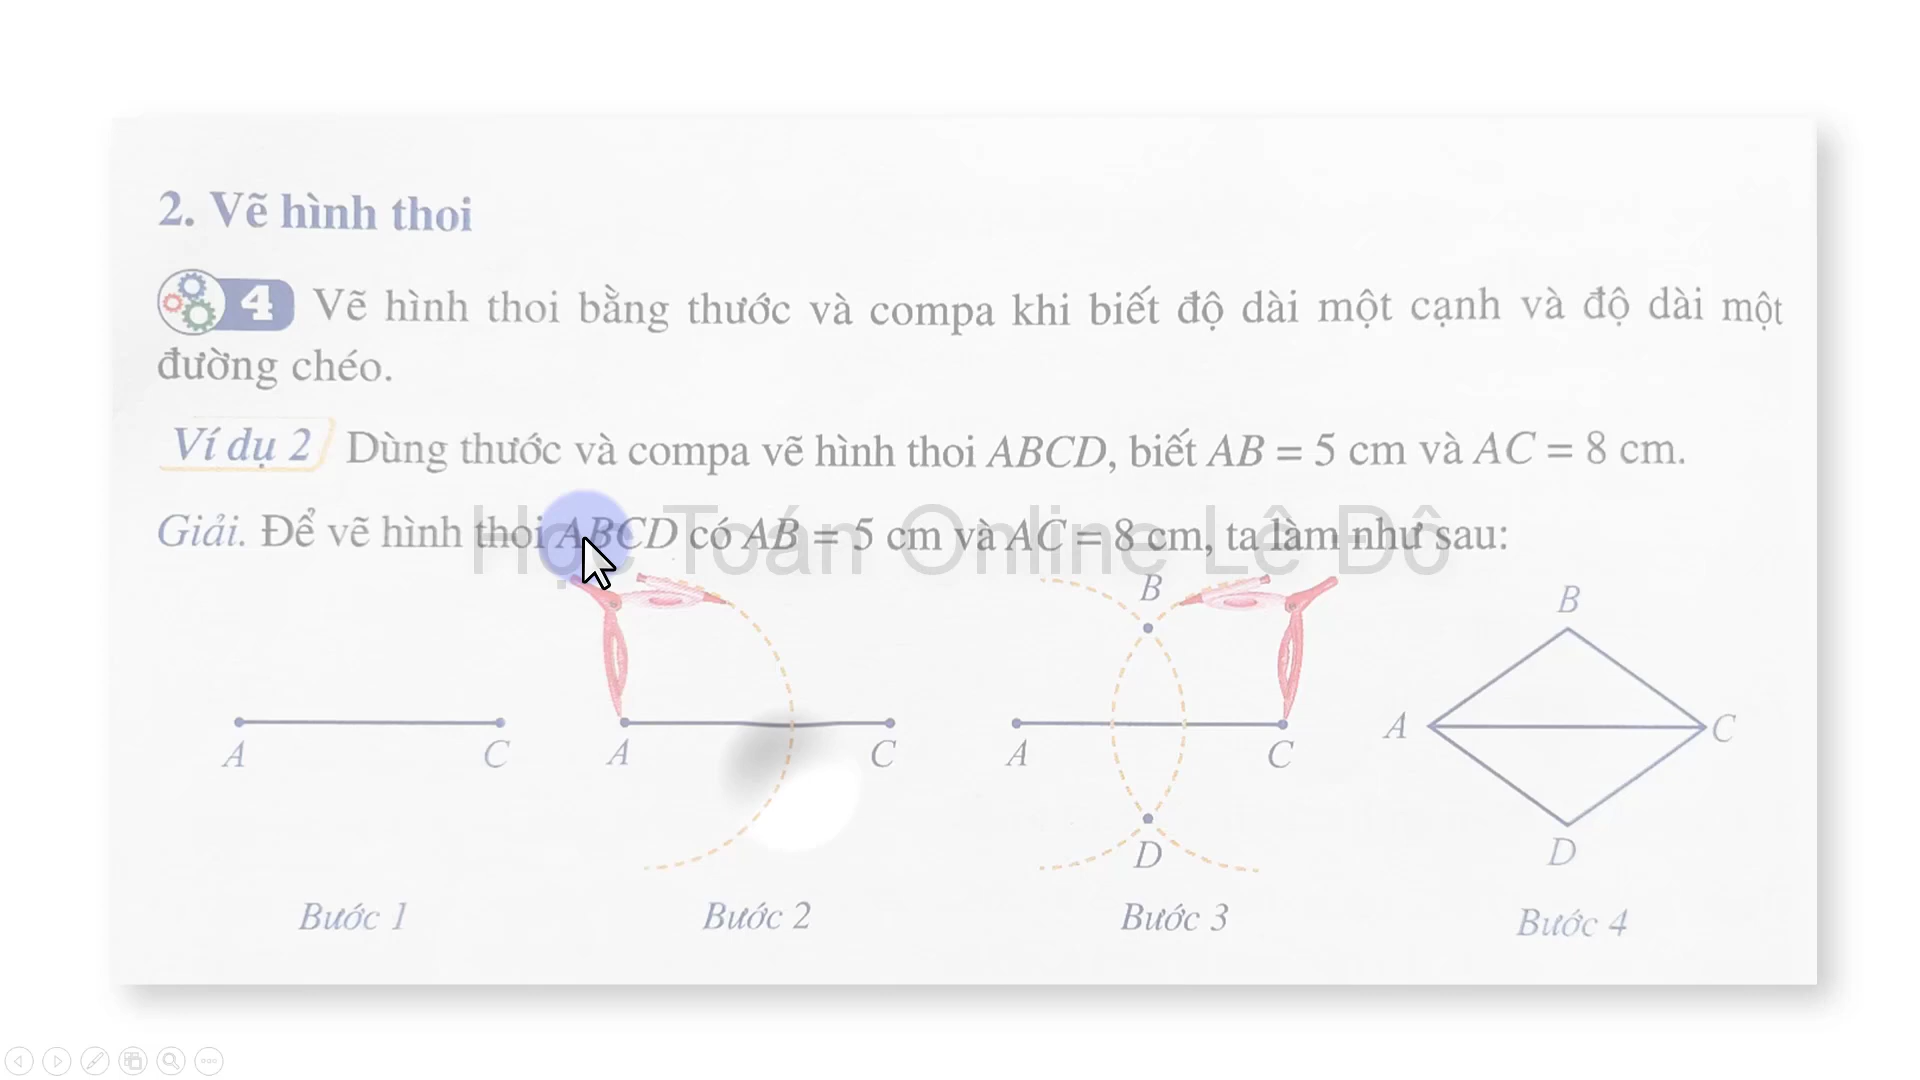 2. Vẽ hình thoi
4 Vẽ hình thoi bằng thước và compa khi biết độ dài một cạnh và độ dài một
đường chéo.
Ví dụ 2 Dùng thước và compa vẽ hình thoi ABCD, biết AB = 5 cm và AC = 8 cm.
Giải. Để vẽ hình thoi ABCD có AB = 5 cm và AC = 8 cm, ta làm như sau:
Học Toán Online Lê Đô
A C
A C
B
A C
D
B
A C
D
Bước 1
Bước 2
Bước 3
Bước 4